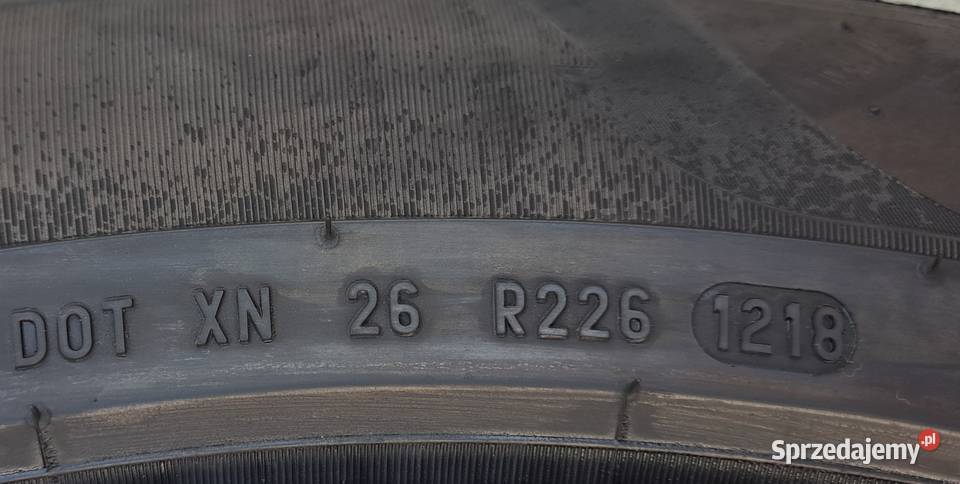 DOT XN 26 R226 1218
Sprzedajemy.pl